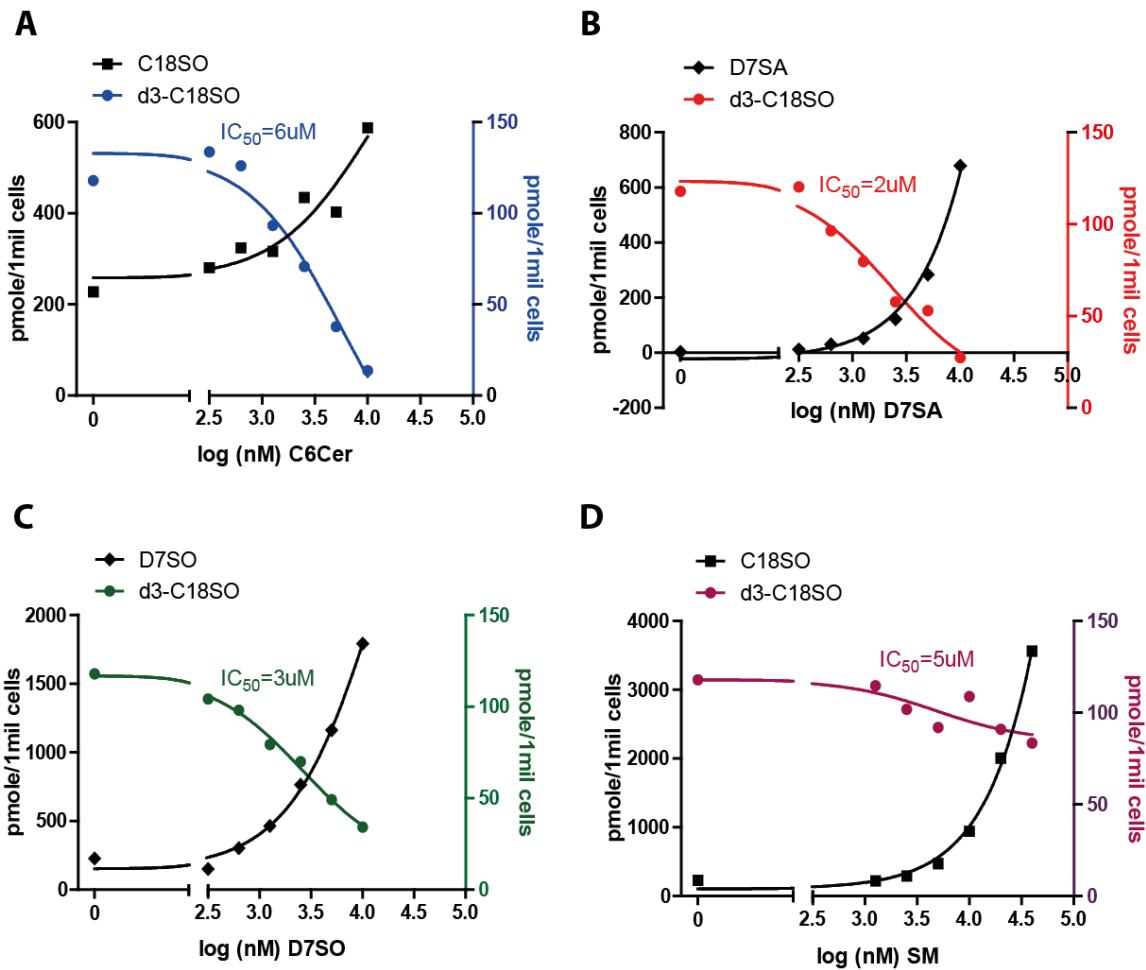 A
C18SO
d3-C18SO
IC50=6uM
600
400
200
0
150
100
50
0
pmole/1mil cells
pmole/1mil cells
0
2.5
3.0
3.5
4.0
4.5
5.0
log (nM) C6Cer
B
D7SA
d3-C18SO
IC50=2uM
800
600
400
200
0
-200
150
100
50
0
pmole/1mil cells
pmole/1mil cells
0
2.5
3.0
3.5
4.0
4.5
5.0
log (nM) D7SA
C
D7SO
d3-C18SO
IC50=3uM
2000
1500
1000
500
0
150
100
50
0
pmole/1mil cells
pmole/1mil cells
0
2.5
3.0
3.5
4.0
4.5
5.0
log (nM) D7SO
D
C18SO
d3-C18SO
IC50=5uM
4000
3000
2000
1000
0
150
100
50
0
pmole/1mil cells
pmole/1mil cells
0
2.5
3.0
3.5
4.0
4.5
5.0
log (nM) SM